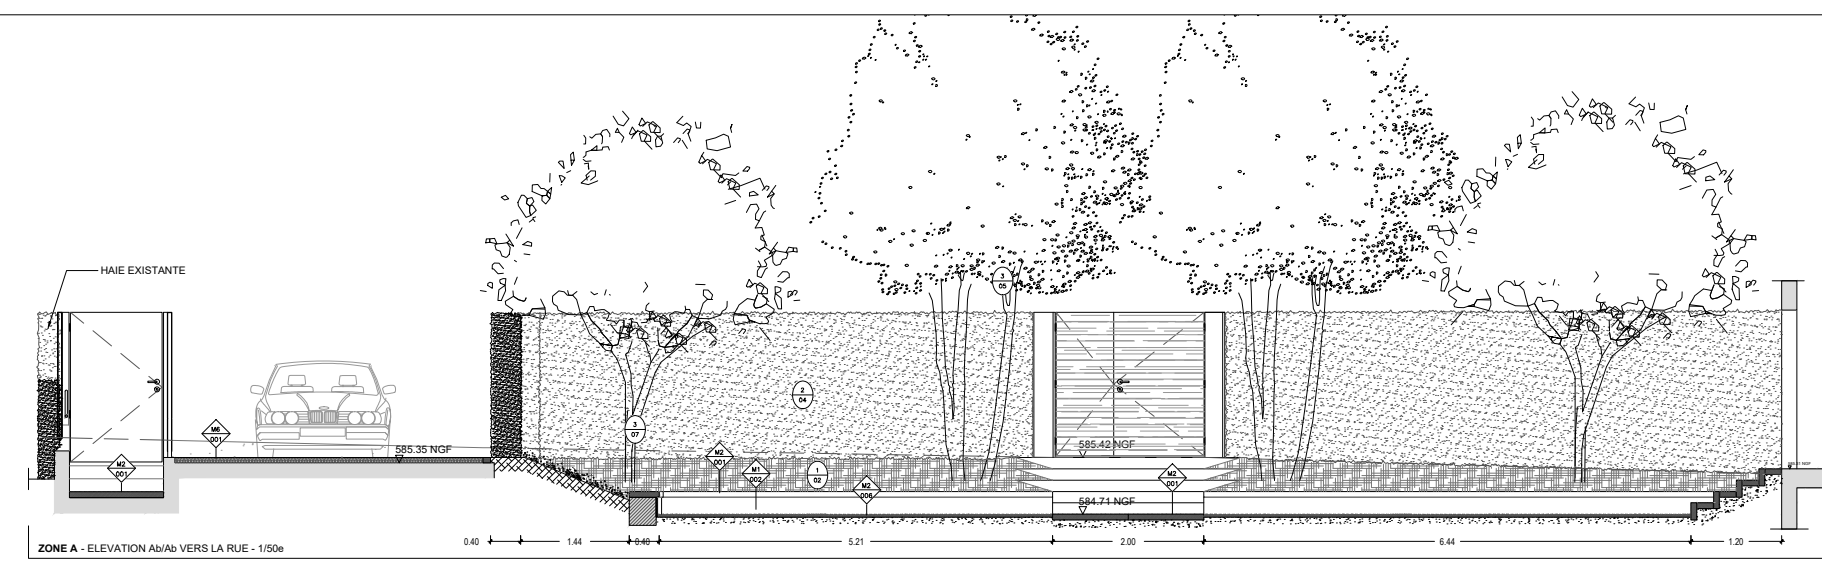 HAIE EXISTANTE
3
05
2
04
3
07
M6
001
585.35 NGF
585.42 NGF
M2
001
M2
001
M1
002
1
02
M2
006
M2
001
584.71 NGF
ZONE A - ELEVATION Ab/Ab VERS LA RUE - 1/50e
0.40
1.44
0.40
5.21
2.00
6.44
1.20